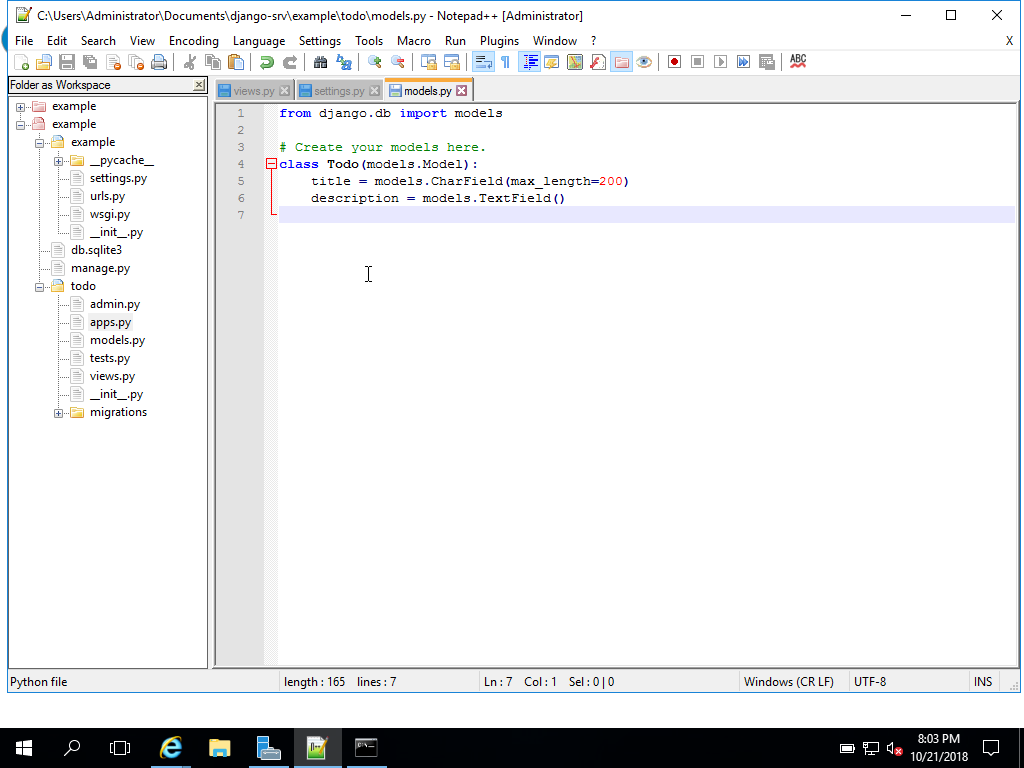 C:\Users\Administrator\Documents\django-srv\example\todo\models.py - Notepad++ [Administrator]
File Edit Search View Encoding Language Settings Tools Macro Run Plugins Window ? X
ABC
Folder as Workspace
example
example
example
__pycache__
settings.py
urls.py
wsgi.py
__init__.py
db.sqlite3
manage.py
todo
admin.py
apps.py
models.py
tests.py
views.py
__init__.py
migrations
views.py settings.py models.py
1 from django.db import models
2
3 # Create your models here.
4 class Todo(models.Model):
5 title = models.CharField(max_length=200)
6 description = models.TextField()
7
Python file length : 165 lines : 7 Ln : 7 Col : 1 Sel : 0 | 0 Windows (CR LF) UTF-8 INS
8:03 PM
10/21/2018